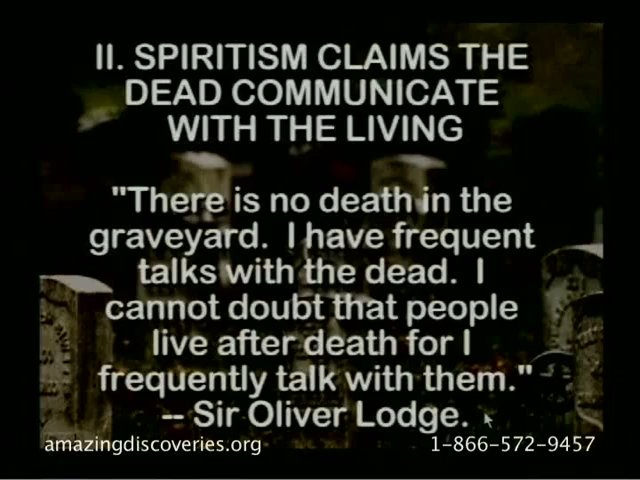 II. SPIRITISM CLAIMS THE
DEAD COMMUNICATE
WITH THE LIVING
"There is no death in the
graveyard.  I have frequent
talks with the dead.  I
cannot doubt that people
live after death for I
frequently talk with them."
-- Sir Oliver Lodge.
amazingdiscoveries.org
1-866-572-9457